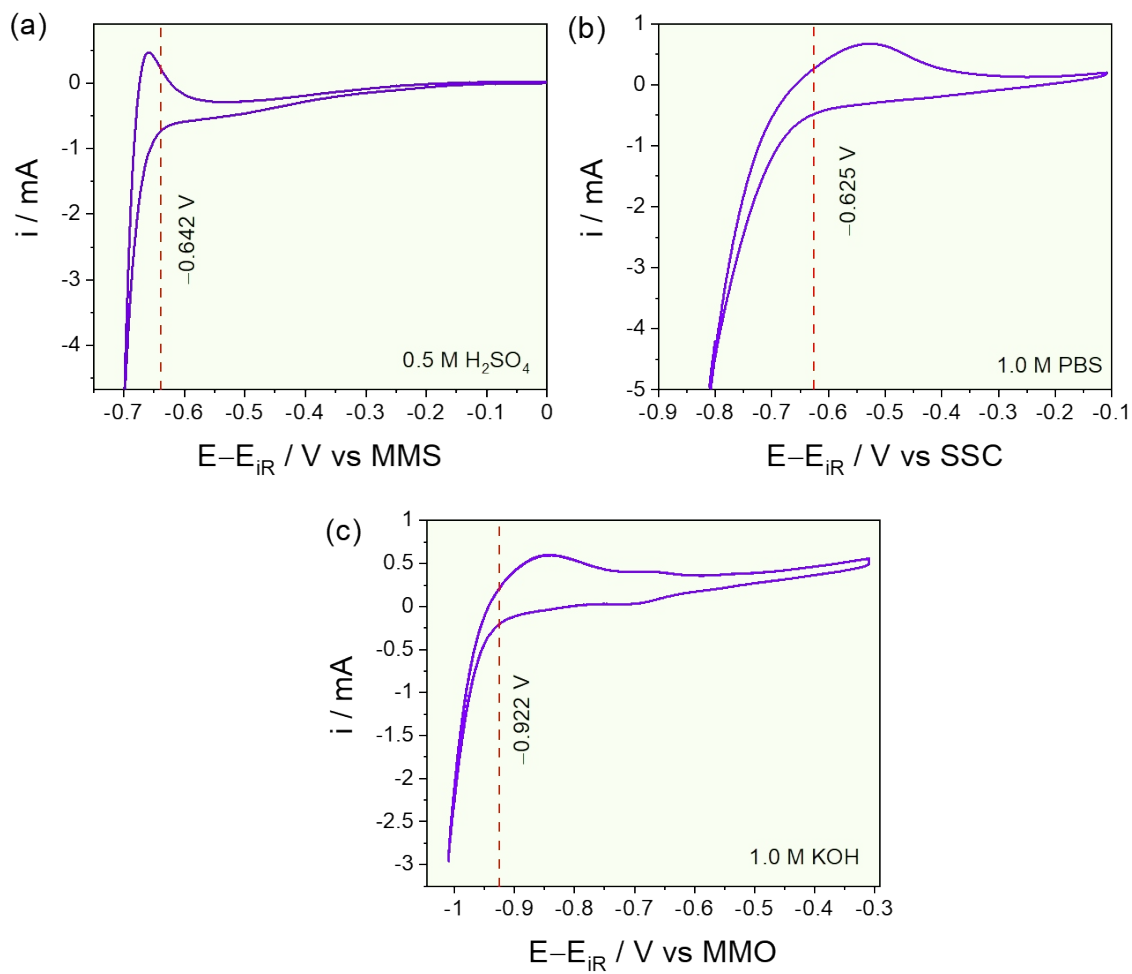 (a)
0
-1
-2
-3
-4
i / mA
−0.642 V
0.5 M H₂SO₄
-0.7 -0.6 -0.5 -0.4 -0.3 -0.2 -0.1 0
E−E_iR / V vs MMS
(b)
1
0
-1
-2
-3
-4
-5
i / mA
−0.625 V
1.0 M PBS
-0.9 -0.8 -0.7 -0.6 -0.5 -0.4 -0.3 -0.2 -0.1
E−E_iR / V vs SSC
(c)
1
0.5
0
-0.5
-1
-1.5
-2
-2.5
-3
i / mA
−0.922 V
1.0 M KOH
-1 -0.9 -0.8 -0.7 -0.6 -0.5 -0.4 -0.3
E−E_iR / V vs MMO